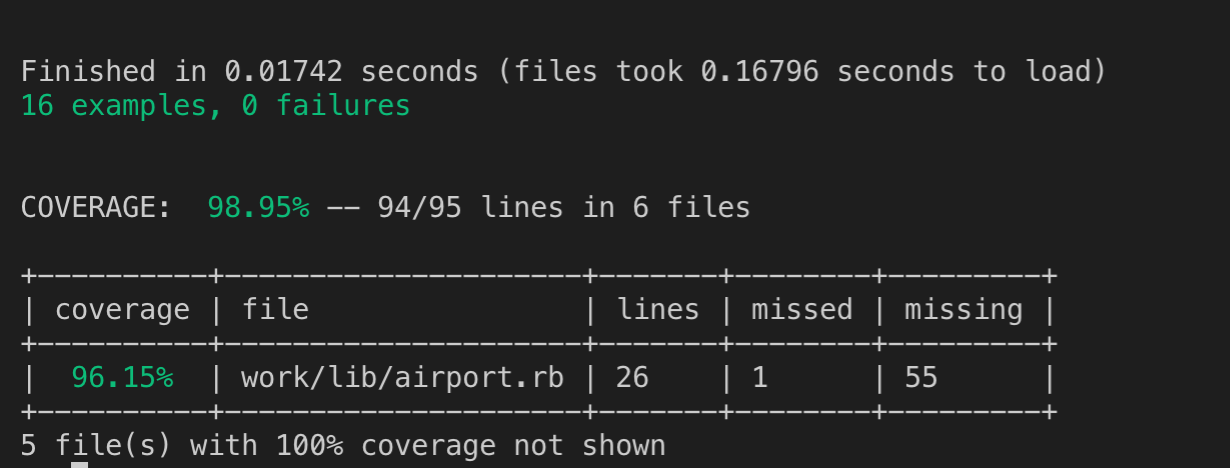 Finished in 0.01742 seconds (files took 0.16796 seconds to load)
16 examples, 0 failures
COVERAGE:  98.95% -- 94/95 lines in 6 files
+----------+---------------------+-------+--------+---------+
| coverage | file                | lines | missed | missing |
+----------+---------------------+-------+--------+---------+
|  96.15%  | work/lib/airport.rb | 26    | 1      | 55      |
+----------+---------------------+-------+--------+---------+
5 file(s) with 100% coverage not shown